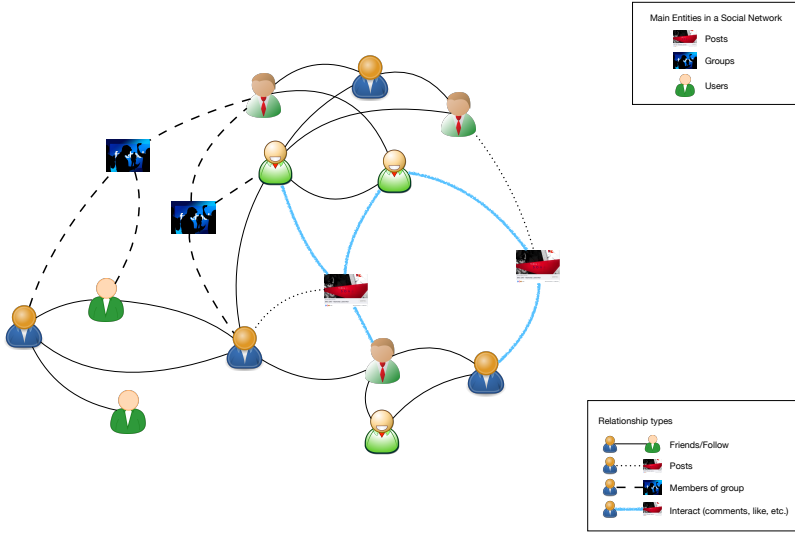 Main Entities in a Social Network
Posts
Groups
Users
Relationship types
Friends/Follow
Posts
Members of group
Interact (comments, like, etc.)